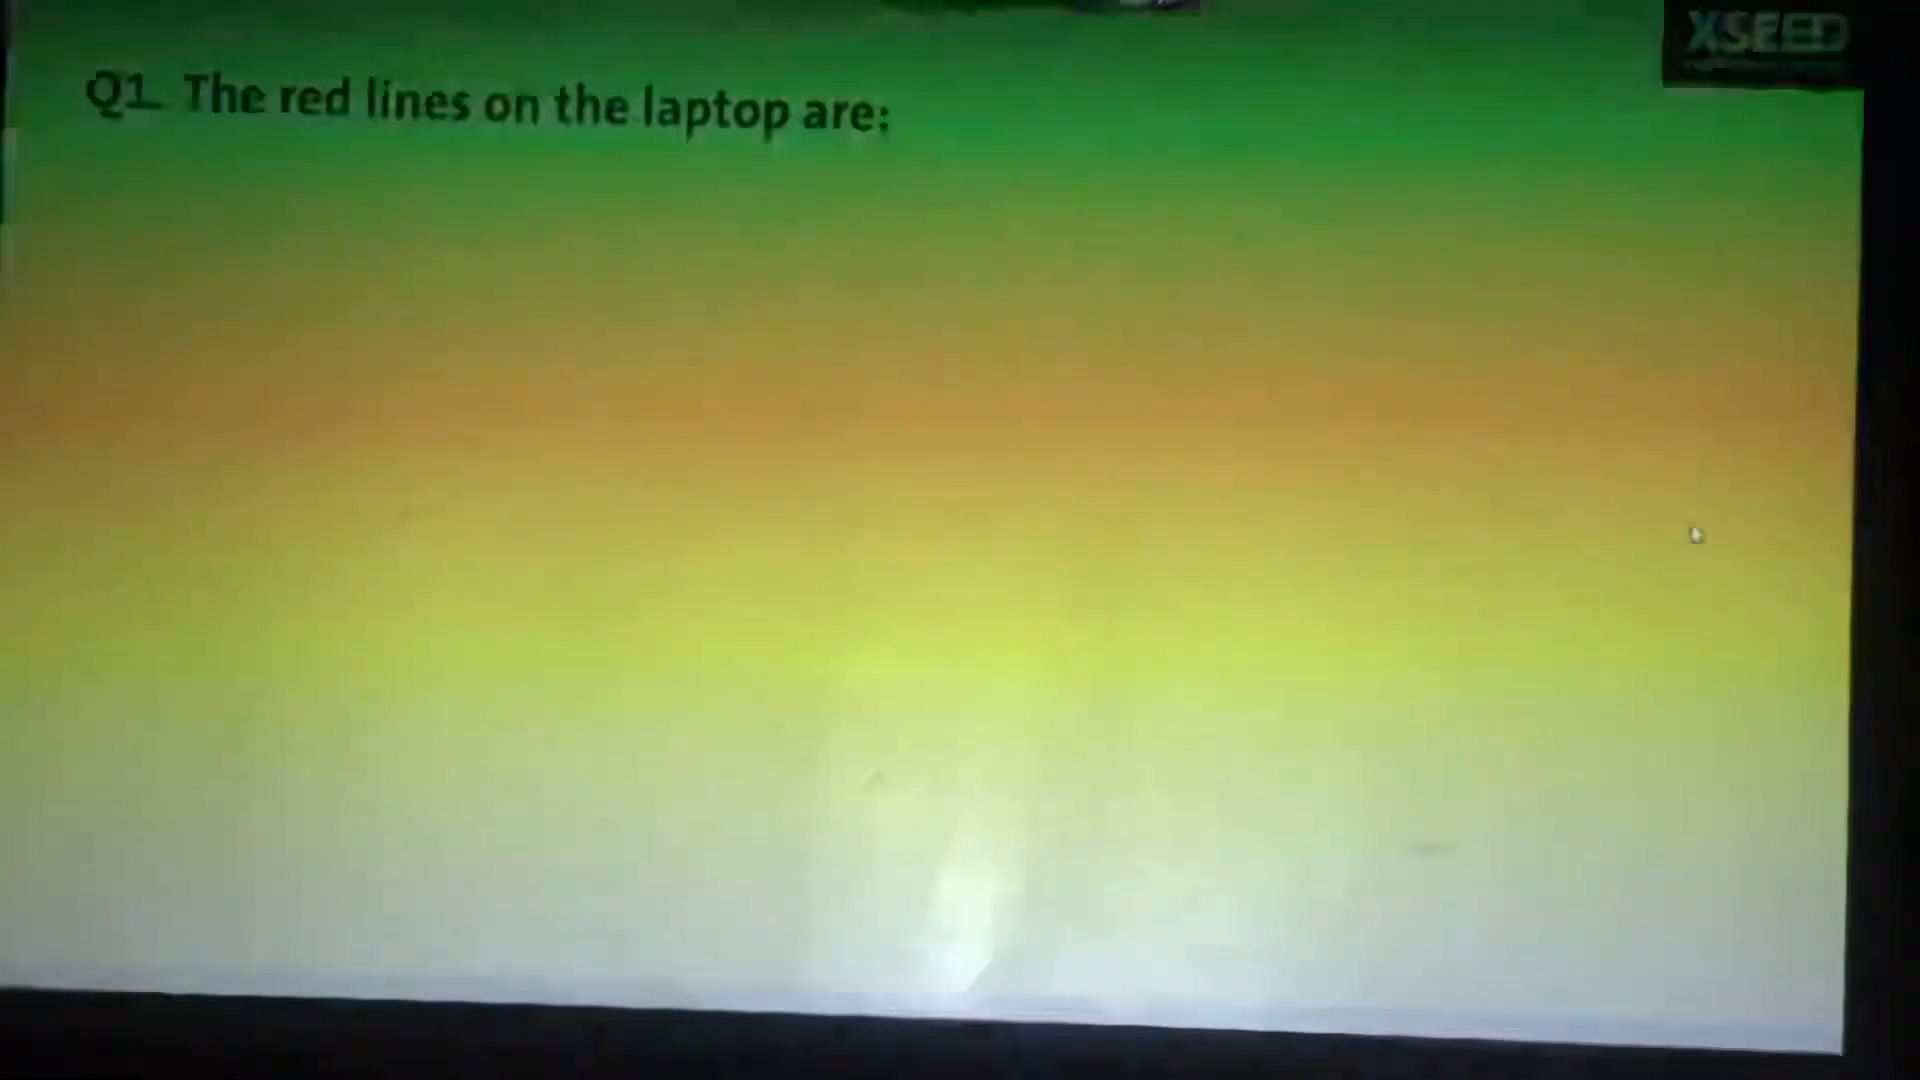 XSEED
Q1. The red lines on the laptop are: